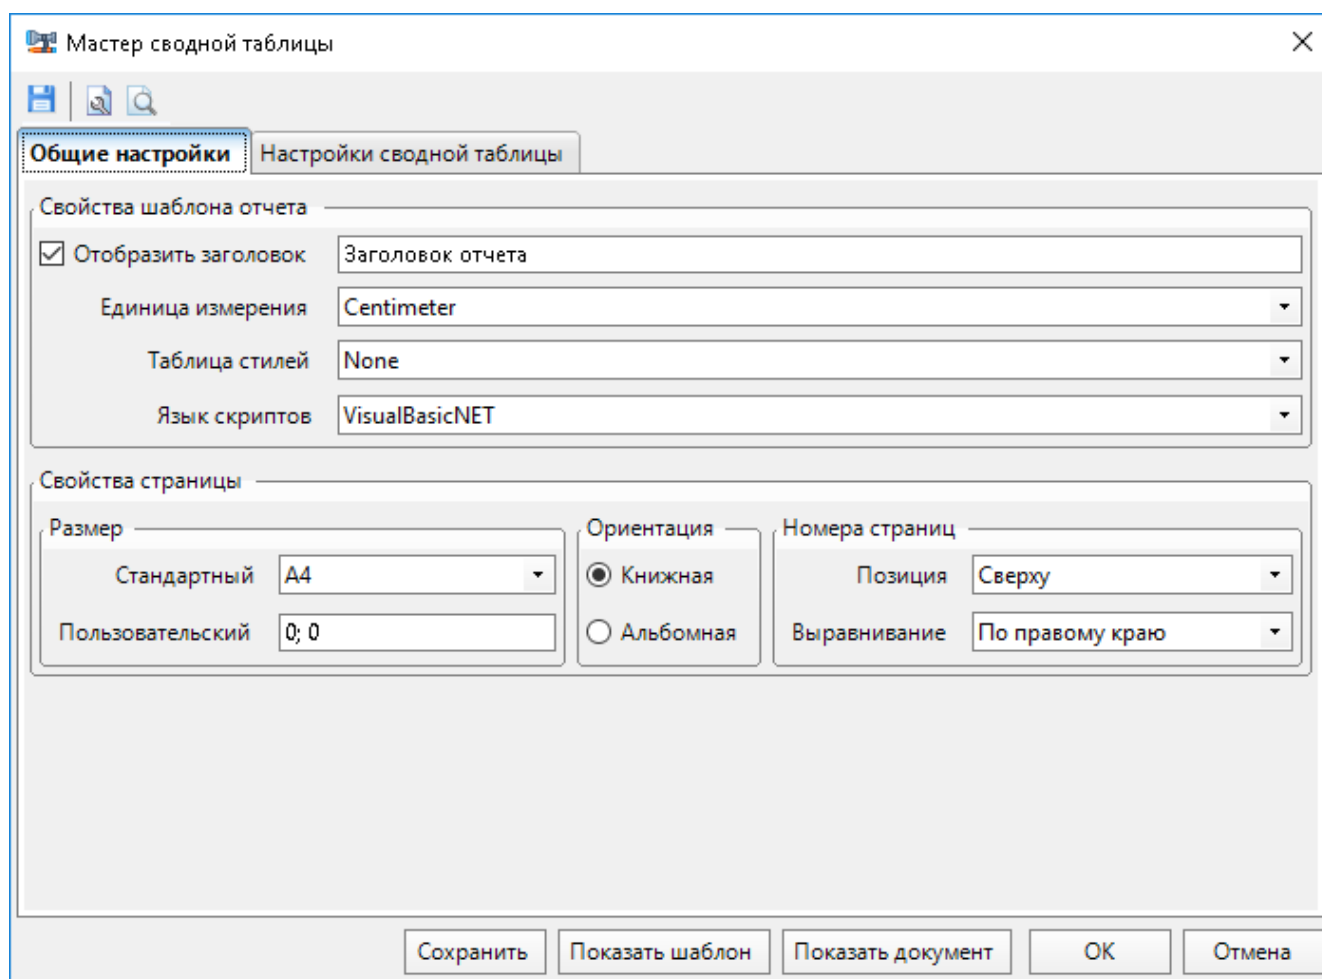 Мастер сводной таблицы
Общие настройки Настройки сводной таблицы
Свойства шаблона отчета
Отобразить заголовок Заголовок отчета
Единица измерения Centimeter
Таблица стилей None
Язык скриптов VisualBasicNET
Свойства страницы
Размер Ориентация Номера страниц
Стандартный A4 Книжная Позиция Сверху
Пользовательский 0; 0 Альбомная Выравнивание По правому краю
Сохранить Показать шаблон Показать документ ОК Отмена